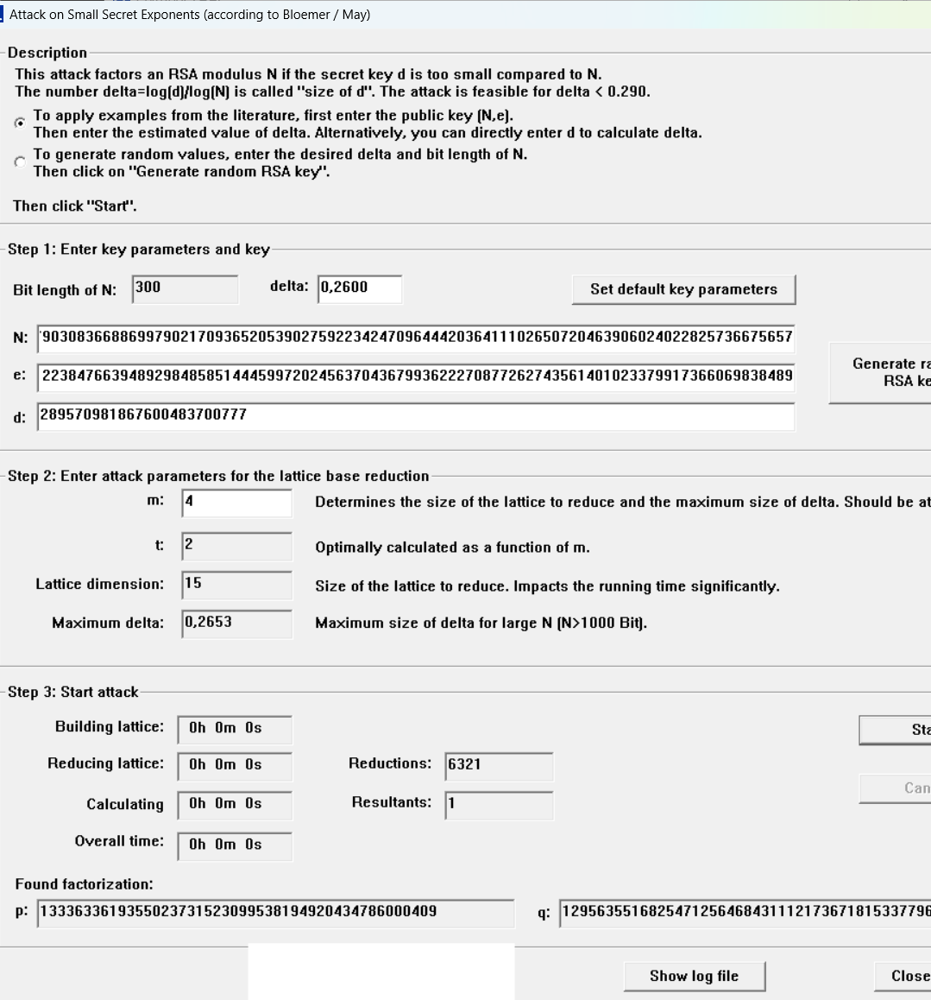 Attack on Small Secret Exponents (according to Bloemer / May)
Description
This attack factors an RSA modulus N if the secret key d is too small compared to N.
The number delta=log(d)/log(N) is called "size of d". The attack is feasible for delta < 0.290.
To apply examples from the literature, first enter the public key (N,e).
Then enter the estimated value of delta. Alternatively, you can directly enter d to calculate delta.
To generate random values, enter the desired delta and bit length of N.
Then click on "Generate random RSA key".
Then click "Start".
Step 1: Enter key parameters and key
Bit length of N: 300 delta: 0,2600 Set default key parameters
N: 90308366886997902170936520539027592234247096444203641110265072046390602402282573667 5657
e: 22384766394892984858514445997202456370436799362227087726274356140102337991736606983 8489
d: 289570981867600483700777
Generate ra
RSA ke
Step 2: Enter attack parameters for the lattice base reduction
m: 4 Determines the size of the lattice to reduce and the maximum size of delta. Should be at
t: 2 Optimally calculated as a function of m.
Lattice dimension: 15 Size of the lattice to reduce. Impacts the running time significantly.
Maximum delta: 0,2653 Maximum size of delta for large N (N>1000 Bit).
Step 3: Start attack
Building lattice: 0h 0m 0s Sta
Reducing lattice: 0h 0m 0s Reductions: 6321
Can
Calculating 0h 0m 0s Resultants: 1
Overall time: 0h 0m 0s
Found factorization:
p: 1333633619355023731523099538194920434786000409 q: 1295635516825471256468431112173671815337796
Show log file Close